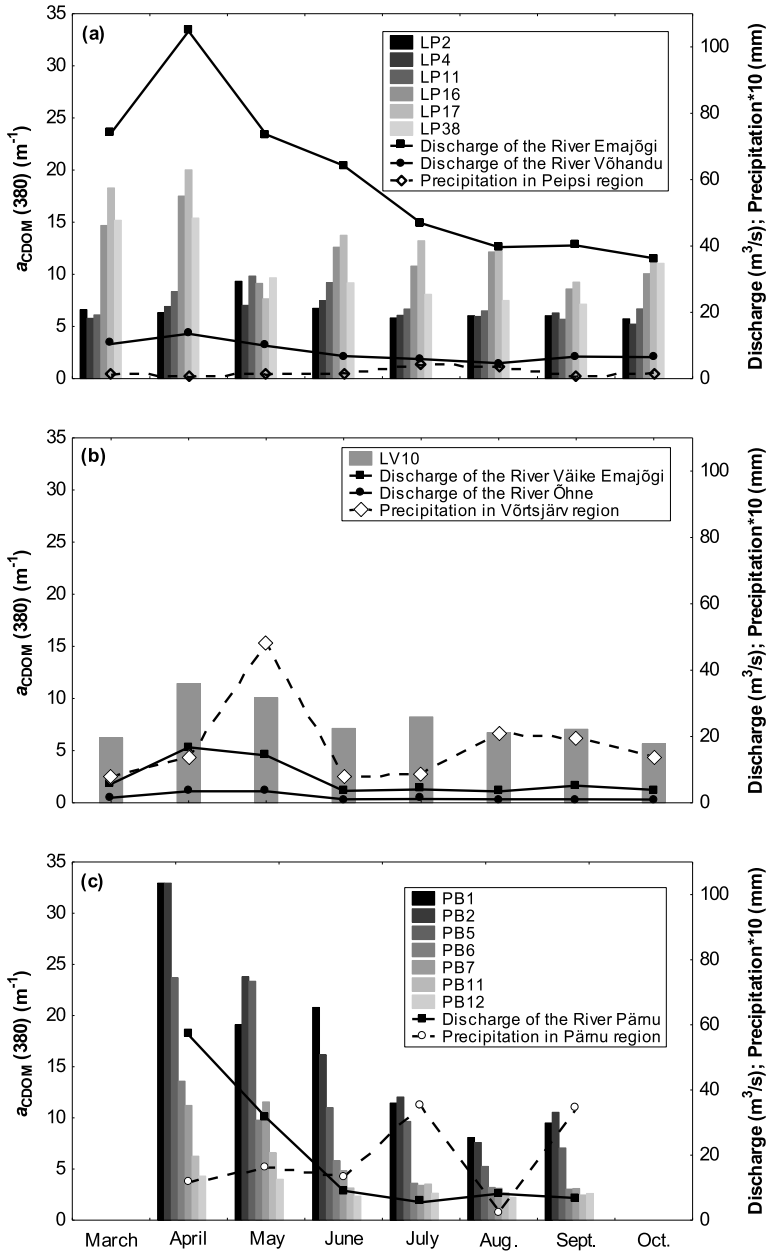 (a)
35
30
25
20
15
10
5
0
aCDOM (380) (m-1)
LP2
LP4
LP11
LP16
LP17
LP38
Discharge of the River Emajõgi
Discharge of the River Võhandu
Precipitation in Peipsi region
100
80
60
40
20
0
Discharge (m3/s); Precipitation*10 (mm)
(b)
35
30
25
20
15
10
5
0
aCDOM (380) (m-1)
LV10
Discharge of the River Väike Emajõgi
Discharge of the River Õhne
Precipitation in Võrtsjärv region
100
80
60
40
20
0
Discharge (m3/s); Precipitation*10 (mm)
(c)
35
30
25
20
15
10
5
0
aCDOM (380) (m-1)
PB1
PB2
PB5
PB6
PB7
PB11
PB12
Discharge of the River Pärnu
Precipitation in Pärnu region
100
80
60
40
20
0
Discharge (m3/s); Precipitation*10 (mm)
March April May June July Aug. Sept. Oct.